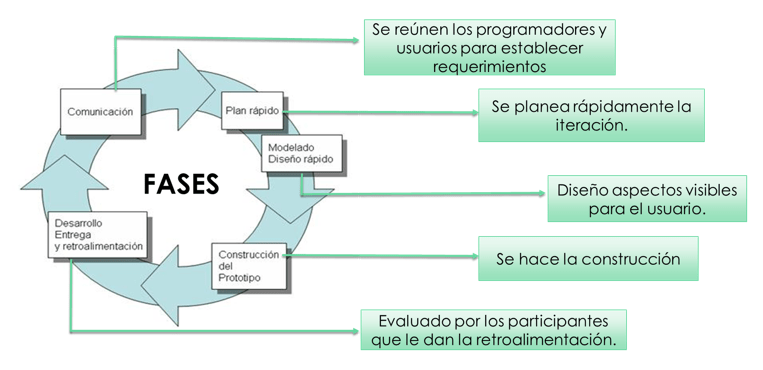 Se reúnen los programadores y
usuarios para establecer
requerimientos
Comunicación
Plan rápido
Se planea rápidamente la
iteración.
Modelado
Diseño rápido
FASES
Diseño aspectos visibles
para el usuario.
Desarrollo
Entrega
y retroalimentación
Construcción
del
Prototipo
Se hace la construcción
Evaluado por los participantes
que le dan la retroalimentación.